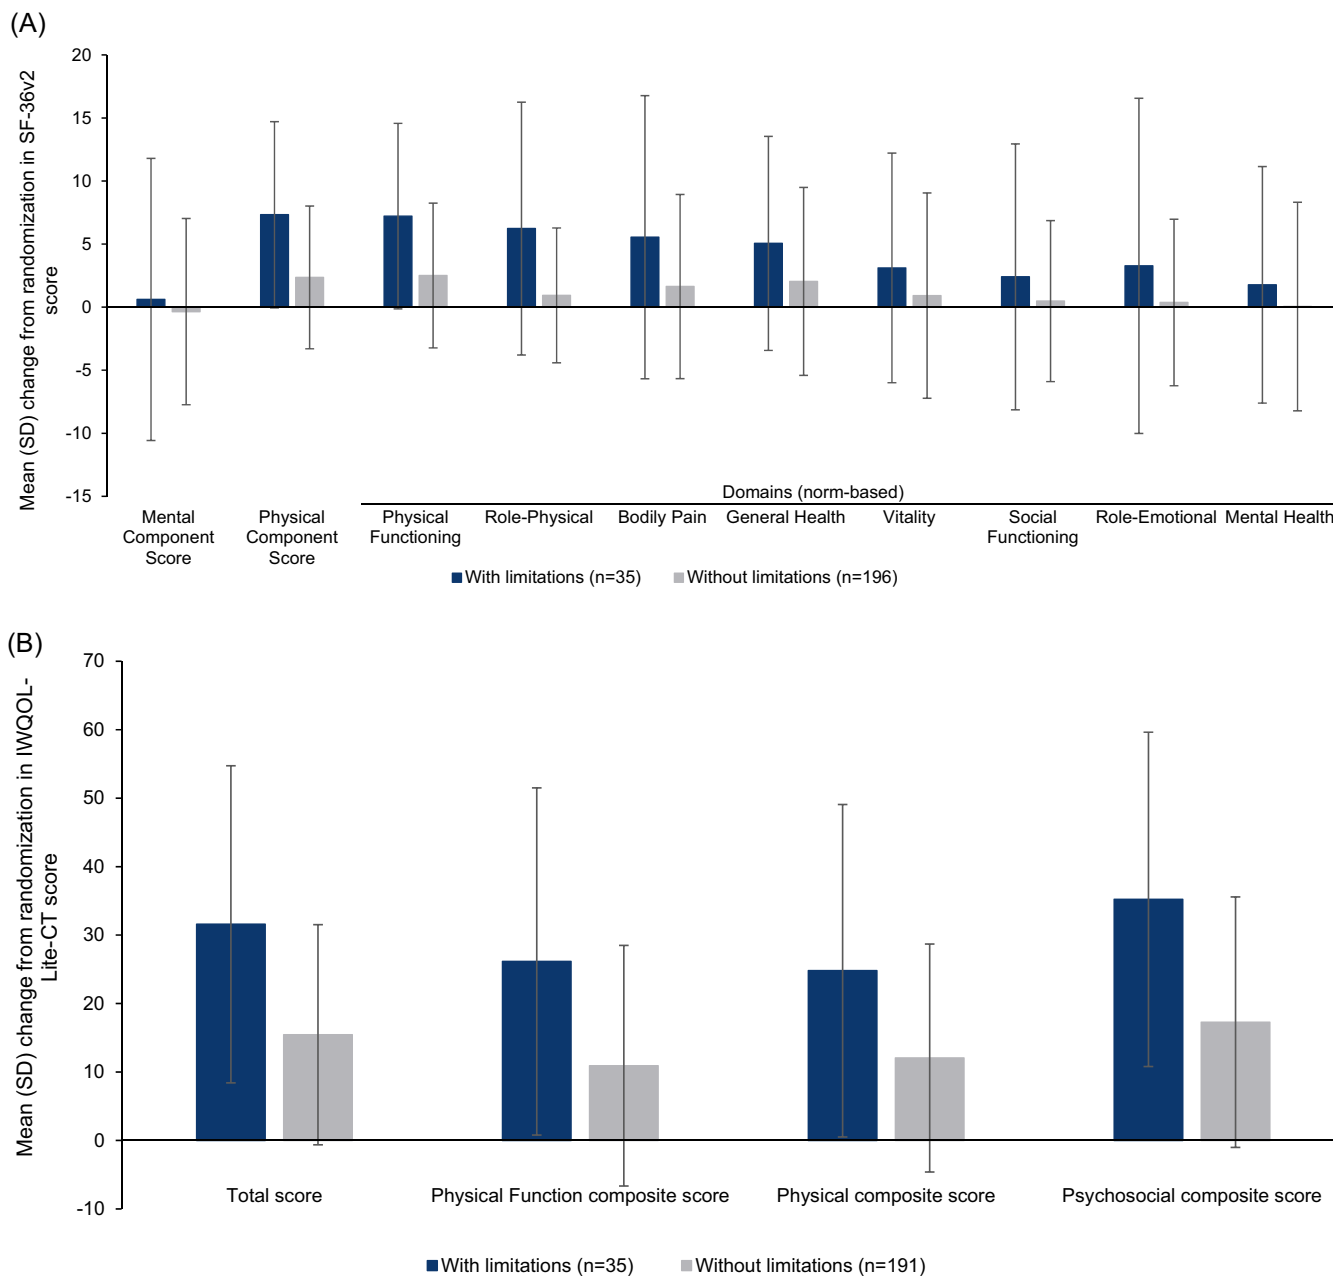 (A)
Mean (SD) change from randomization in SF-36v2
score
20
15
10
5
0
-5
-10
-15
Domains (norm-based)
Mental
Component
Score
Physical
Component
Score
Physical
Functioning
Role-Physical
Bodily Pain
General Health
Vitality
Social
Functioning
Role-Emotional
Mental Health
With limitations (n=35)
Without limitations (n=196)
(B)
Mean (SD) change from randomization in IWQOL-
Lite-CT score
70
60
50
40
30
20
10
0
-10
Total score
Physical Function composite score
Physical composite score
Psychosocial composite score
With limitations (n=35)
Without limitations (n=191)